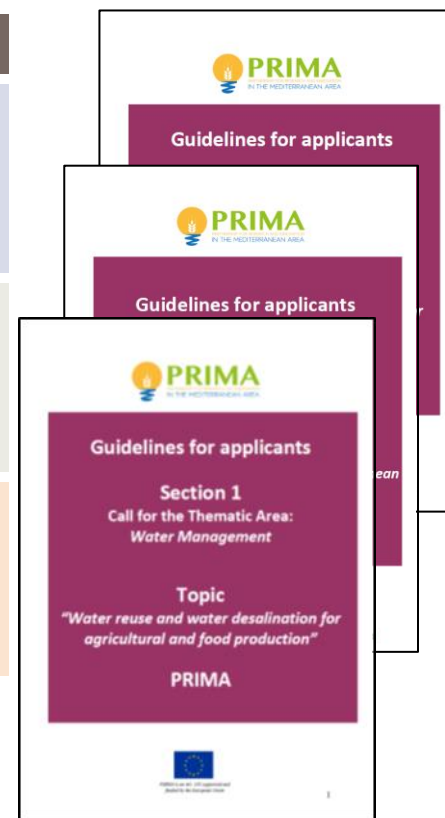 PRIMA
IN THE MEDITERRANEAN AREA
Guidelines for applicants
PRIMA
IN THE MEDITERRANEAN AREA
Guidelines for applicants
PRIMA
IN THE MEDITERRANEAN AREA
Guidelines for applicants
Section 1
Call for the Thematic Area:
Water Management
Topic
“Water reuse and water desalination for
agricultural and food production”
PRIMA